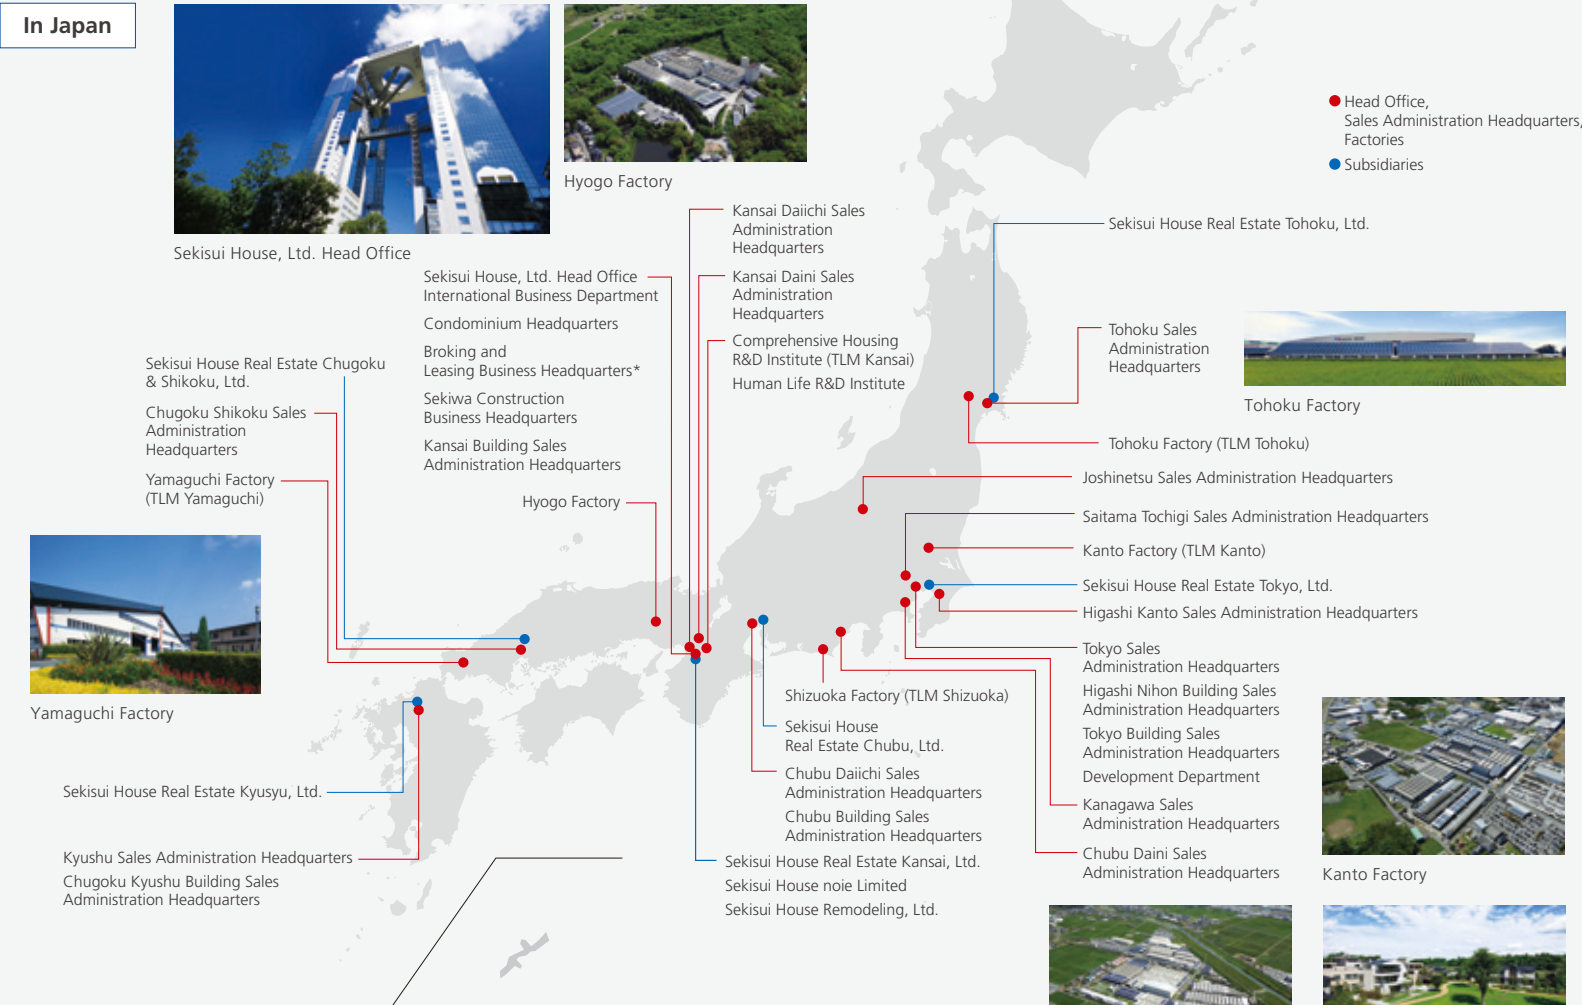 In Japan
Sekisui House, Ltd. Head Office
Hyogo Factory
Head Office,
Sales Administration Headquarters,
Factories
Subsidiaries
Kansai Daiichi Sales
Administration
Headquarters
Sekisui House, Ltd. Head Office
International Business Department
Condominium Headquarters
Broking and
Leasing Business Headquarters*
Sekiwa Construction
Business Headquarters
Kansai Building Sales
Administration Headquarters
Hyogo Factory
Kansai Daini Sales
Administration
Headquarters
Comprehensive Housing
R&D Institute (TLM Kansai)
Human Life R&D Institute
Sekisui House Real Estate Tohoku, Ltd.
Tohoku Sales
Administration
Headquarters
Tohoku Factory
Tohoku Factory (TLM Tohoku)
Joshinetsu Sales Administration Headquarters
Saitama Tochigi Sales Administration Headquarters
Kanto Factory (TLM Kanto)
Sekisui House Real Estate Tokyo, Ltd.
Higashi Kanto Sales Administration Headquarters
Tokyo Sales
Administration Headquarters
Higashi Nihon Building Sales
Administration Headquarters
Tokyo Building Sales
Administration Headquarters
Development Department
Kanagawa Sales
Administration Headquarters
Chubu Daini Sales
Administration Headquarters
Kanto Factory
Sekisui House Real Estate Chugoku
& Shikoku, Ltd.
Chugoku Shikoku Sales
Administration
Headquarters
Yamaguchi Factory
(TLM Yamaguchi)
Yamaguchi Factory
Sekisui House Real Estate Kyusyu, Ltd.
Kyushu Sales Administration Headquarters
Chugoku Kyushu Building Sales
Administration Headquarters
Shizuoka Factory (TLM Shizuoka)
Sekisui House
Real Estate Chubu, Ltd.
Chubu Daiichi Sales
Administration Headquarters
Chubu Building Sales
Administration Headquarters
Sekisui House Real Estate Kansai, Ltd.
Sekisui House noie Limited
Sekisui House Remodeling, Ltd.